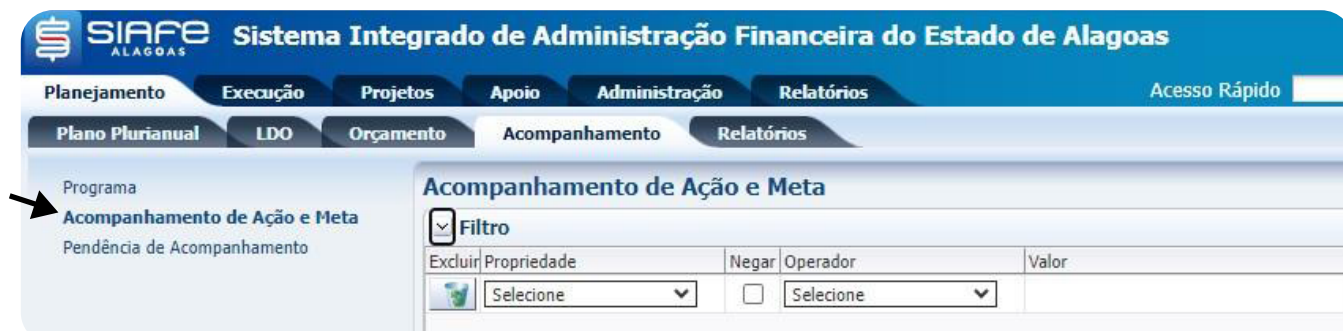 SIAFE
ALAGOAS
Sistema Integrado de Administração Financeira do Estado de Alagoas
Planejamento Execução Projetos Apoio Administração Relatórios Acesso Rápido
Plano Plurianual LDO Orçamento Acompanhamento Relatórios
Programa
Acompanhamento de Ação e Meta
Pendência de Acompanhamento
Acompanhamento de Ação e Meta
Filtro
Excluir Propriedade Negar Operador Valor
Selecione Selecione